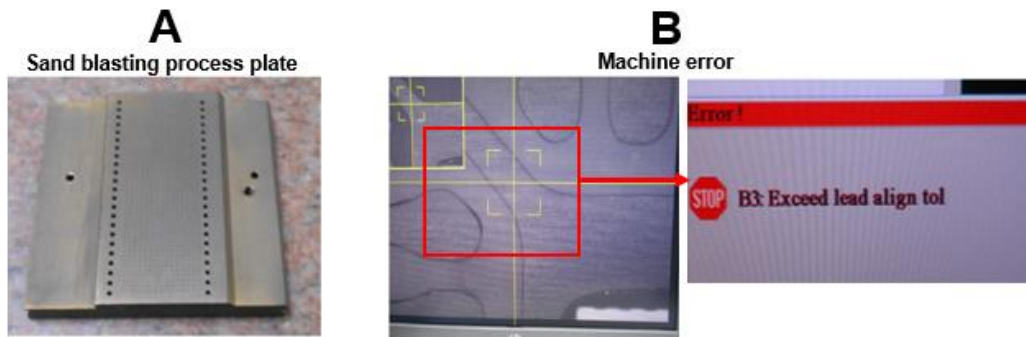 A
Sand blasting process plate
B
Machine error
Error!
STOP B3: Exceed lead align tol